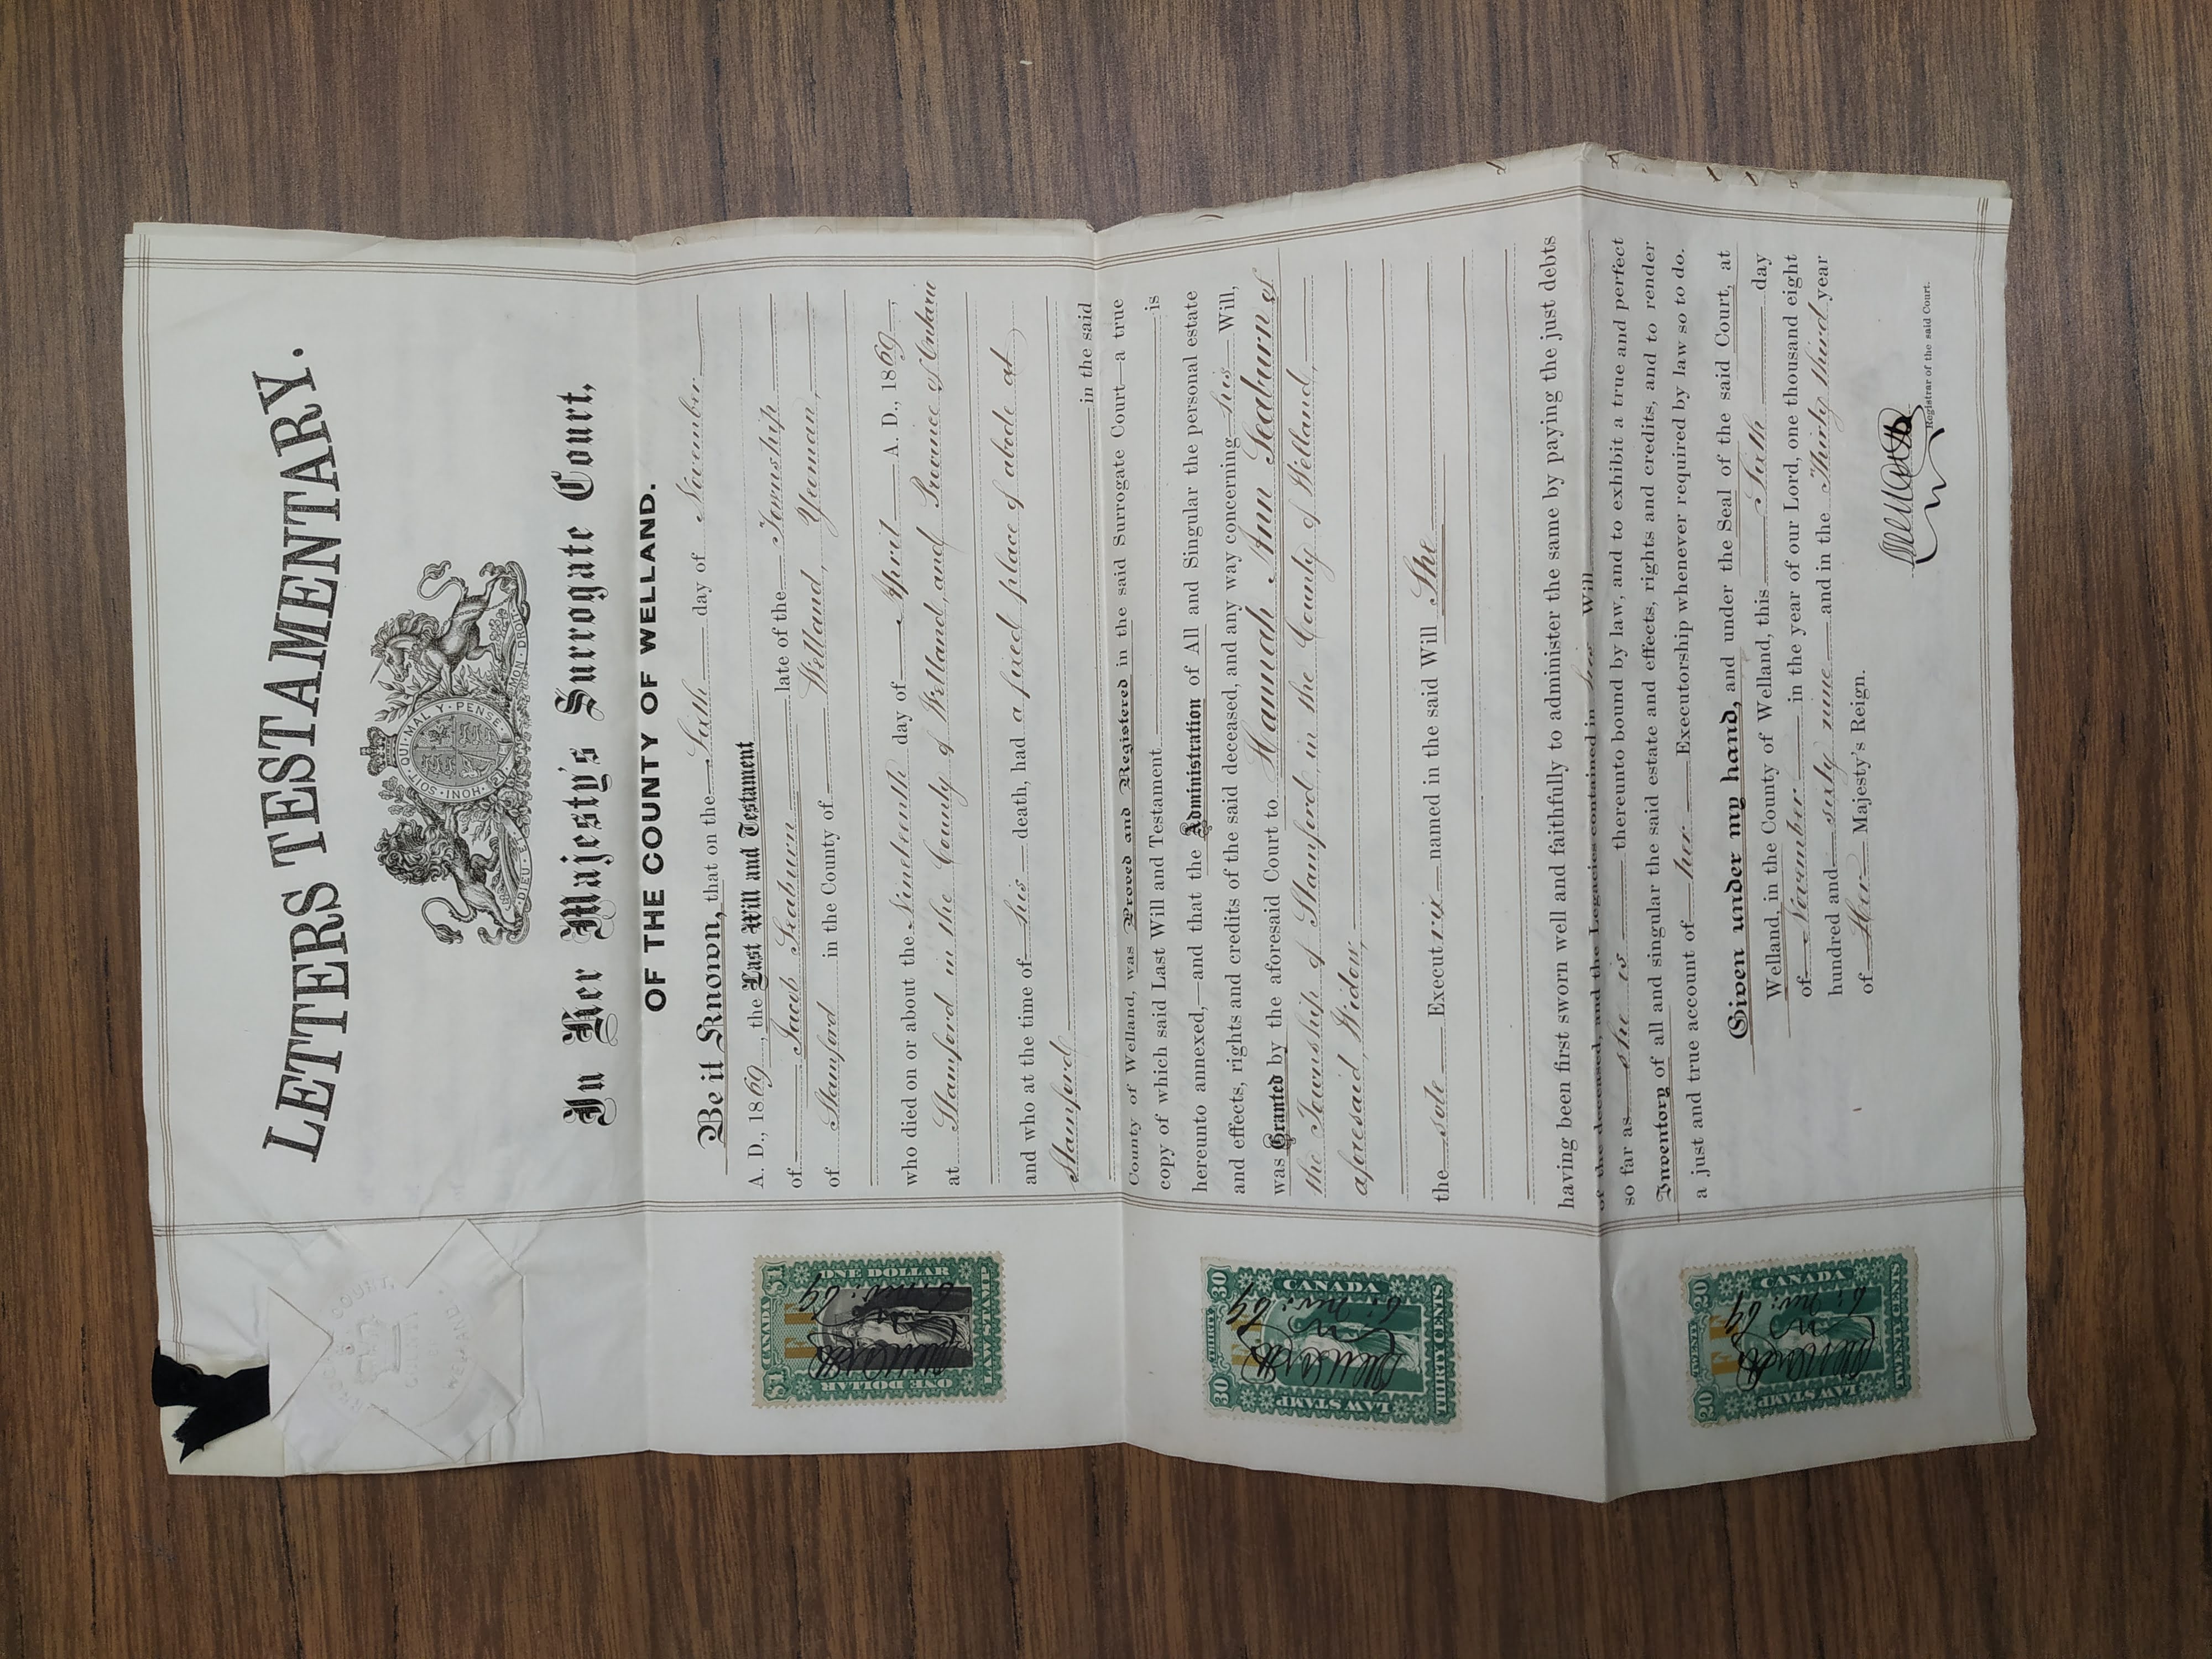 LETTERS TESTAMENTARY.
HONI · SOIT · QUI · MAL · Y · PENSE
DIEU · ET · MON · DROIT
In Her Majesty's Surrogate Court,
OF THE COUNTY OF WELLAND.
Be it Known, that on the Sixth day of November
A. D., 1869, the Last Will and Testament
of Jacob Seaburn late of the Township
of Stamford in the County of Welland, Yeoman,
who died on or about the Nineteenth day of April A. D., 1869,
at Stamford in the County of Welland, and Province of Ontario
and who at the time of his death, had a fixed place of abode at
Stamford in the said
County of Welland, was Proved and Registered in the said Surrogate Court—a true
copy of which said Last Will and Testament is
hereunto annexed,—and that the Administration of All and Singular the personal estate
and effects, rights and credits of the said deceased, and any way concerning his Will,
was Granted by the aforesaid Court to Hannah Ann Seaburn of
the Township of Stamford, in the County of Welland,
aforesaid, Widow,
the sole Executrix named in the said Will She
having been first sworn well and faithfully to administer the same by paying the just debts
of the deceased, and the Legacies contained in his Will
so far as she is thereunto bound by law, and to exhibit a true and perfect
Inventory of all and singular the said estate and effects, rights and credits, and to render
a just and true account of her Executorship whenever required by law so to do.
Given under my hand, and under the Seal of the said Court, at
Welland, in the County of Welland, this Sixth day
of November in the year of our Lord, one thousand eight
hundred and sixty nine and in the Thirty third year
of Her Majesty's Reign.
Registrar of the said Court.
SURROGATE COURT.
COUNTY
WELLAND
$1 CANADA $1
F.F.
ONE DOLLAR
ONE DOLLAR
LAW STAMP
6. Nov: 69
30 THIRTY 30
LAW STAMP
CANADA
THIRTY CENTS
6: Nov: 69
20 TWENTY 20
F.F.
LAW STAMP
CANADA
TWENTY CENTS
6: Nov: 69